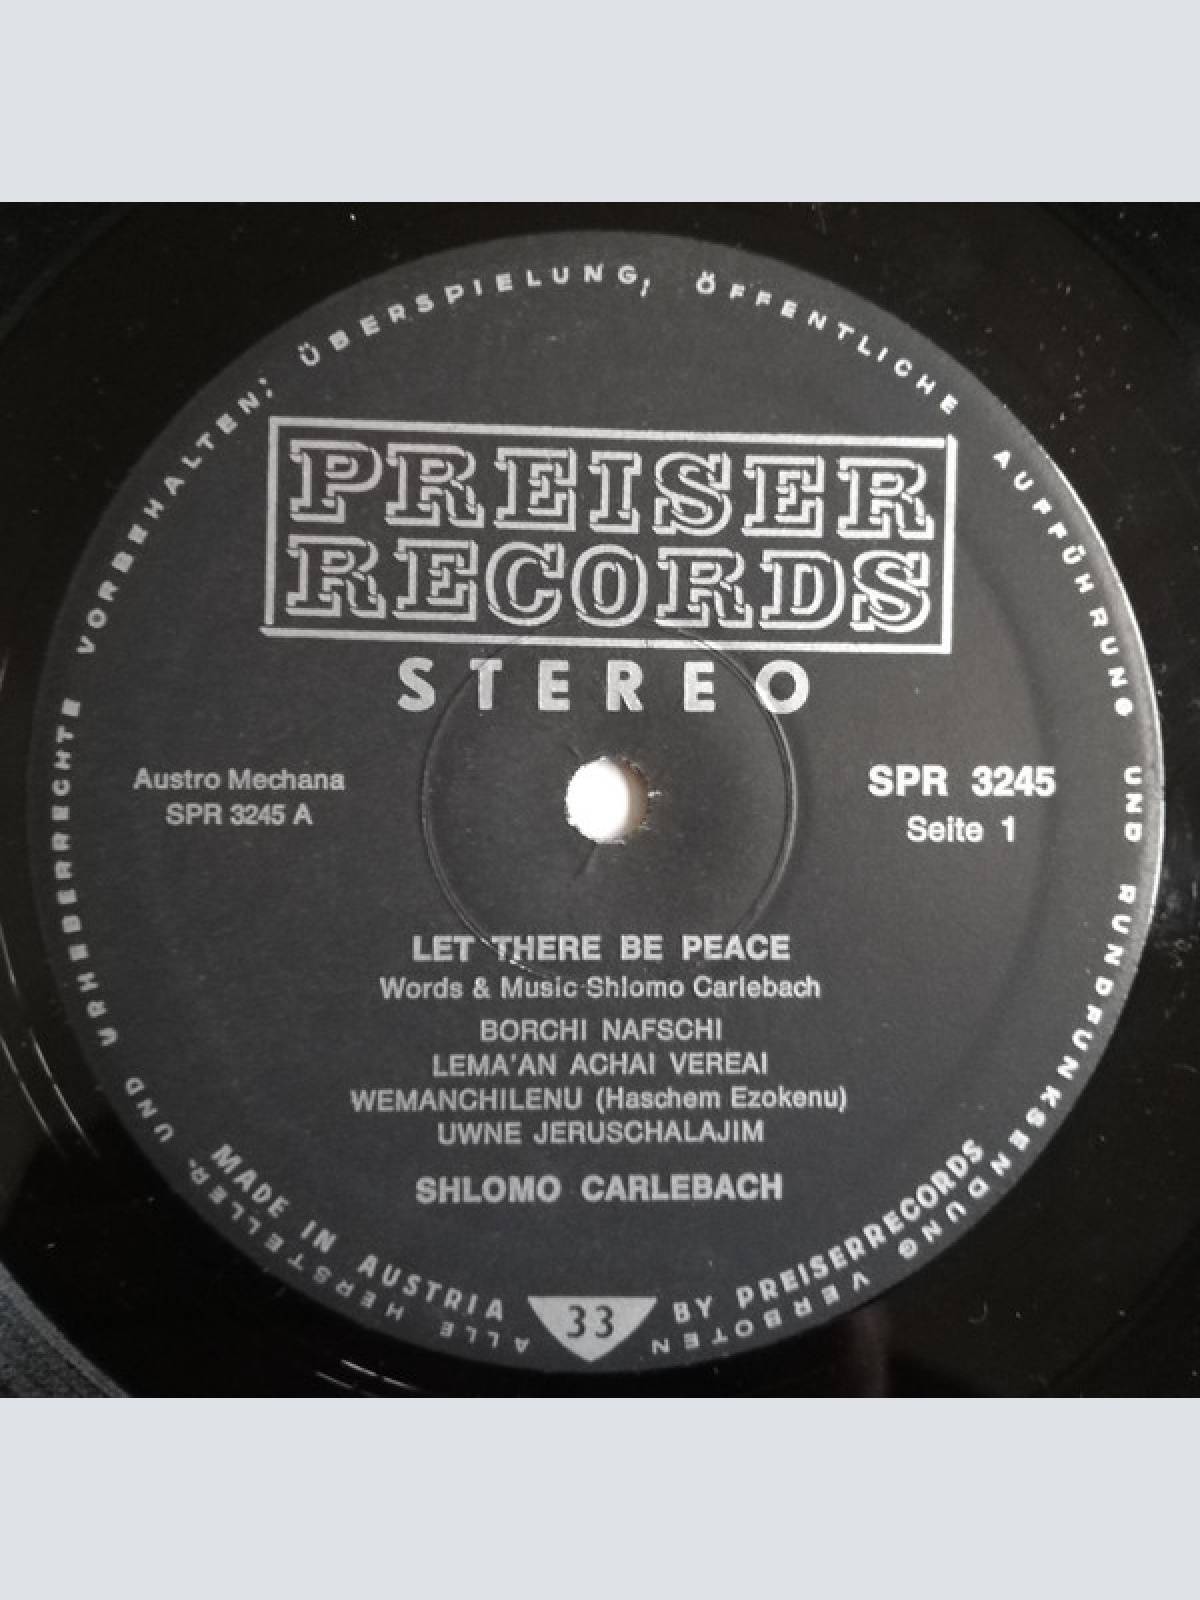 ALLE HERSTELLER- UND URHEBERRECHTE VORBEHALTEN; ÜBERSPIELUNG, ÖFFENTLICHE AUFFÜHRUNG UND RUNDFUNKSENDUNG VERBOTEN
PREISER
RECORDS
STEREO
Austro Mechana
SPR 3245 A
SPR 3245
Seite 1
LET THERE BE PEACE
Words & Music Shlomo Carlebach
BORCHI NAFSCHI
LEMA'AN ACHAI VEREAI
WEMANCHILENU (Haschem Ezokenu)
UWNE JERUSCHALAJIM
SHLOMO CARLEBACH
MADE IN AUSTRIA
33
BY PREISERRECORDS